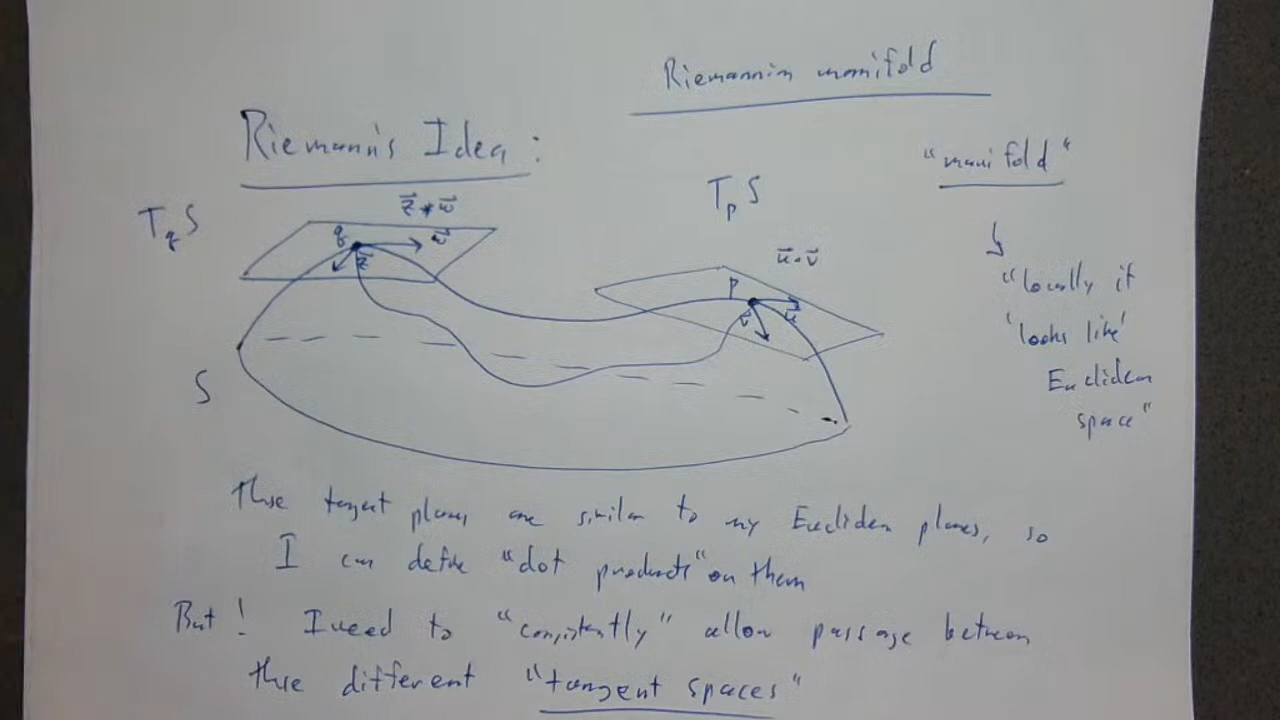 Riemannin manifold
Riemann's Idea:
"manifold"
T_q S
z * w
q
w
z
T_p S
u · v
p
v
u
S
"locally it
'looks like'
Euclidean
space"
These tangent planes are similar to my Euclidean planes, so
I can define "dot products" on them
But! I need to "consistently" allow passage between
these different "tangent spaces"